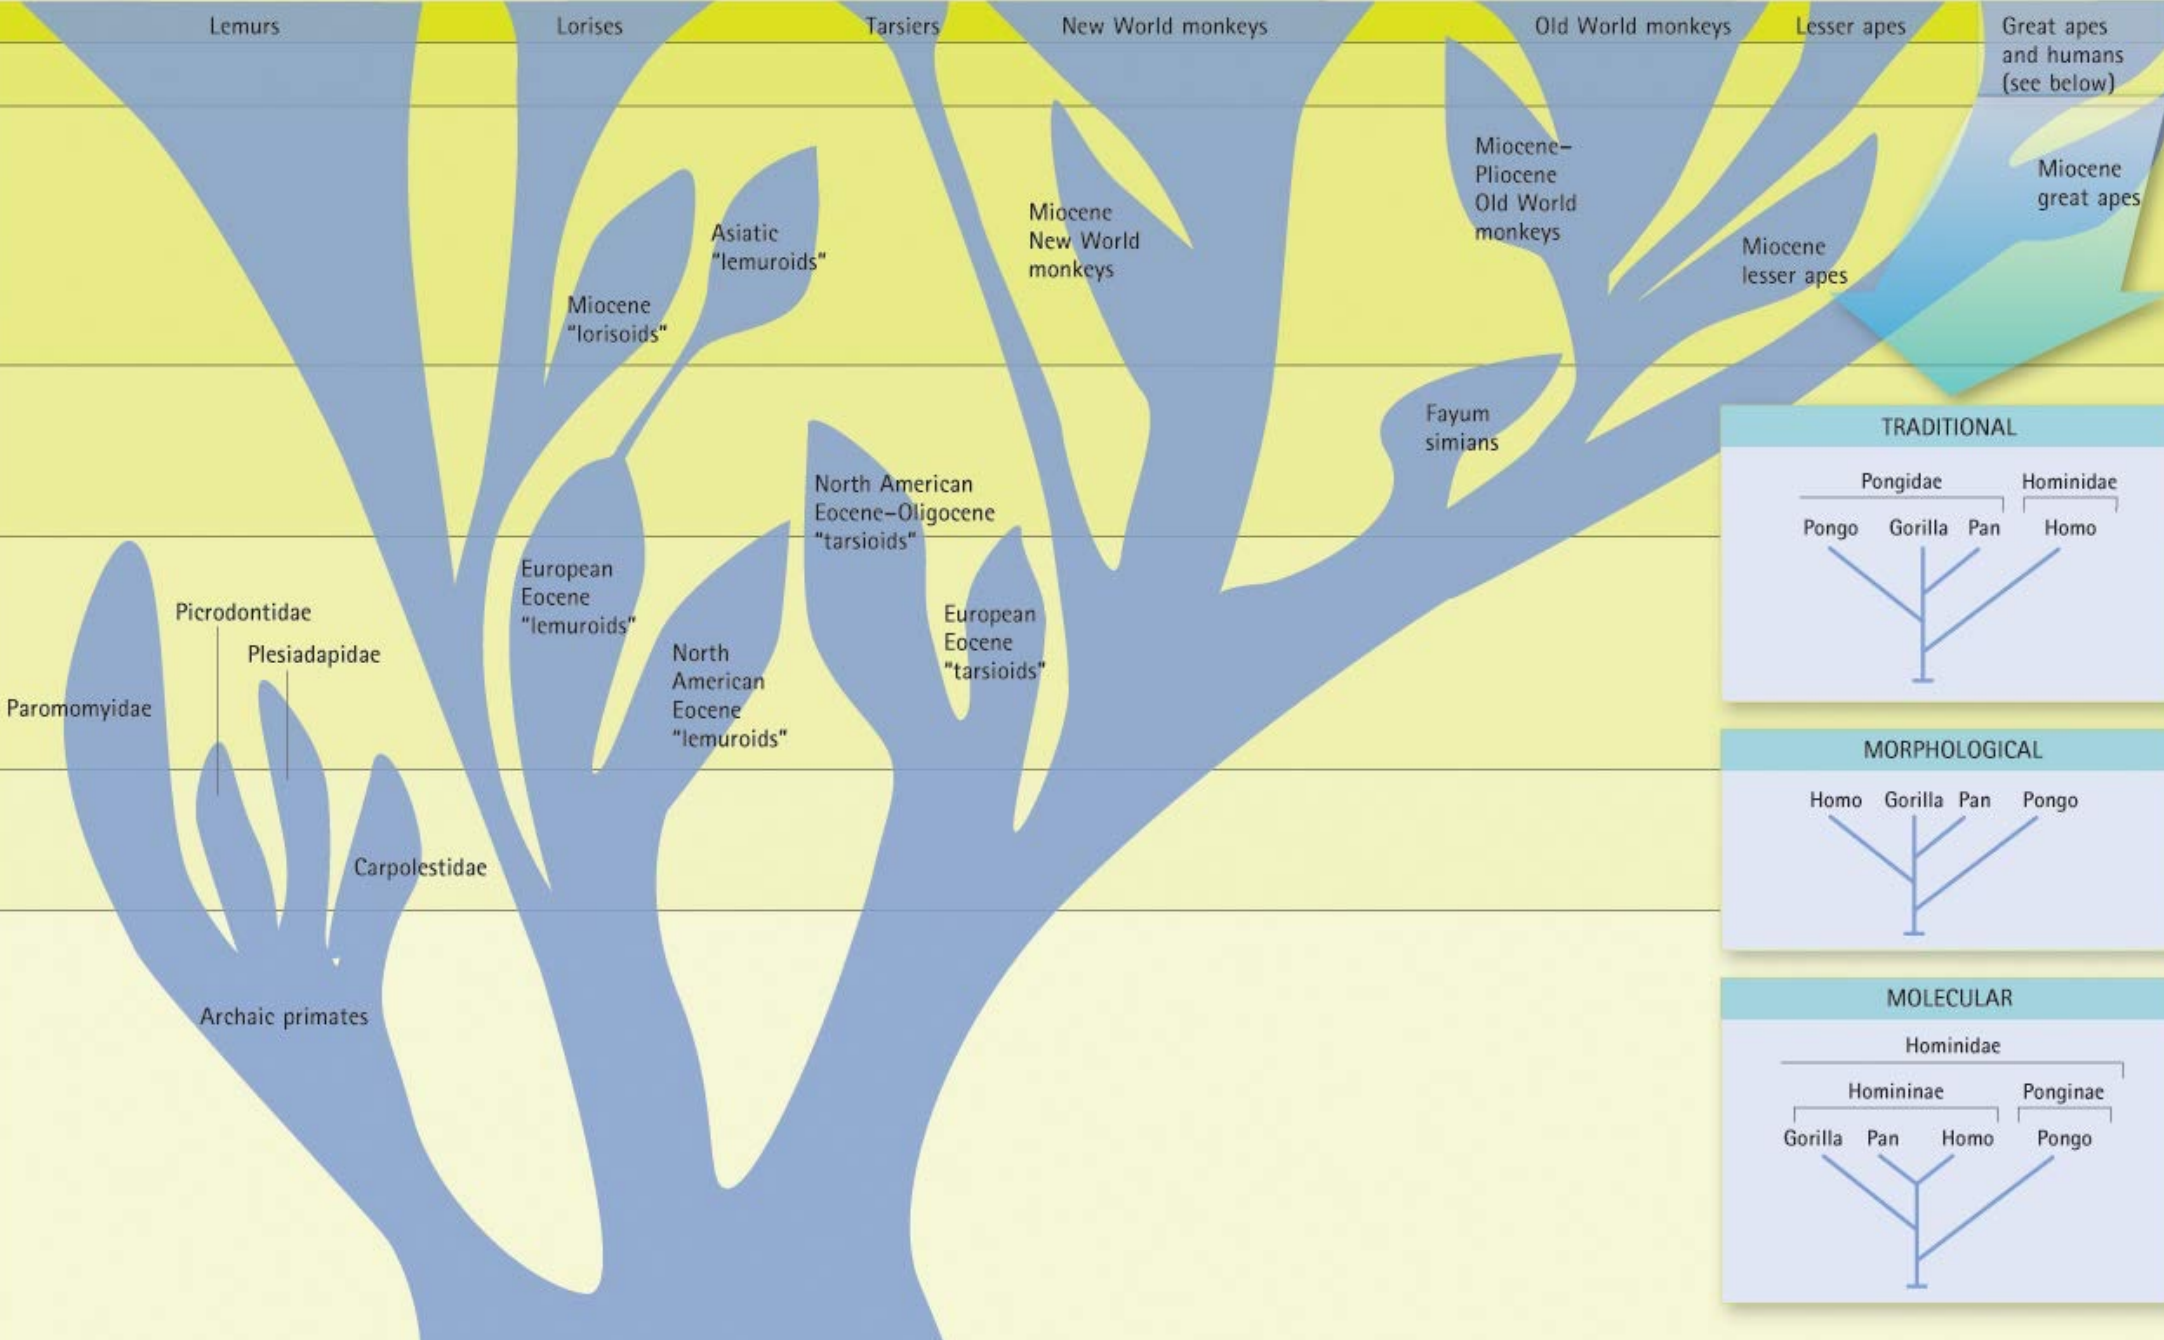 Lemurs
Lorises
Tarsiers
New World monkeys
Old World monkeys
Lesser apes
Great apes
and humans
(see below)
Miocene–
Pliocene
Old World
monkeys
Miocene
great apes
Asiatic
"lemuroids"
Miocene
New World
monkeys
Miocene
lesser apes
Miocene
"lorisoids"
Fayum
simians
North American
Eocene–Oligocene
"tarsioids"
European
Eocene
"lemuroids"
Picrodontidae
Plesiadapidae
European
Eocene
"tarsioids"
North
American
Eocene
"lemuroids"
Paromomyidae
Carpolestidae
Archaic primates
TRADITIONAL
Pongidae Hominidae
Pongo Gorilla Pan Homo
MORPHOLOGICAL
Homo Gorilla Pan Pongo
MOLECULAR
Hominidae
Homininae Ponginae
Gorilla Pan Homo Pongo